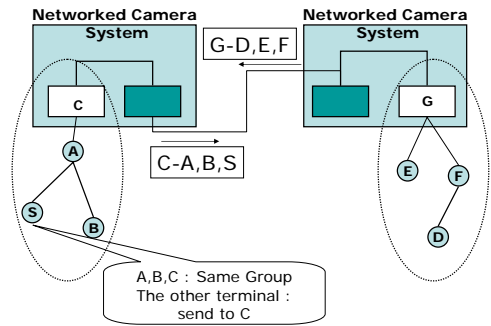 Networked Camera
System
Networked Camera
System
G-D,E,F
C
G
A
C-A,B,S
E
F
S
B
D
A,B,C : Same Group
The other terminal :
send to C